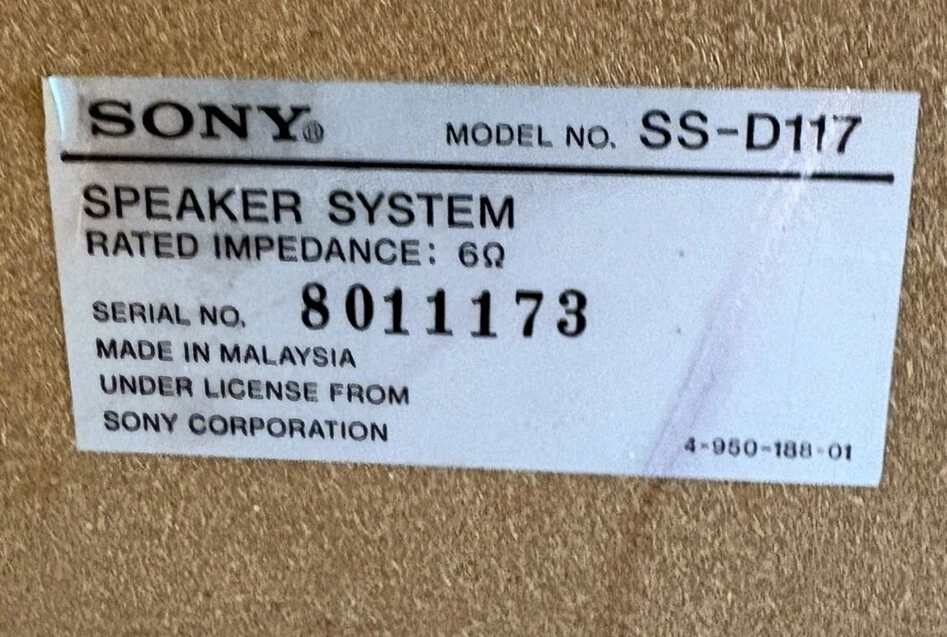 SONY® MODEL NO. SS-D117
SPEAKER SYSTEM
RATED IMPEDANCE: 6Ω
SERIAL NO. 8011173
MADE IN MALAYSIA
UNDER LICENSE FROM
SONY CORPORATION
4-950-188-01